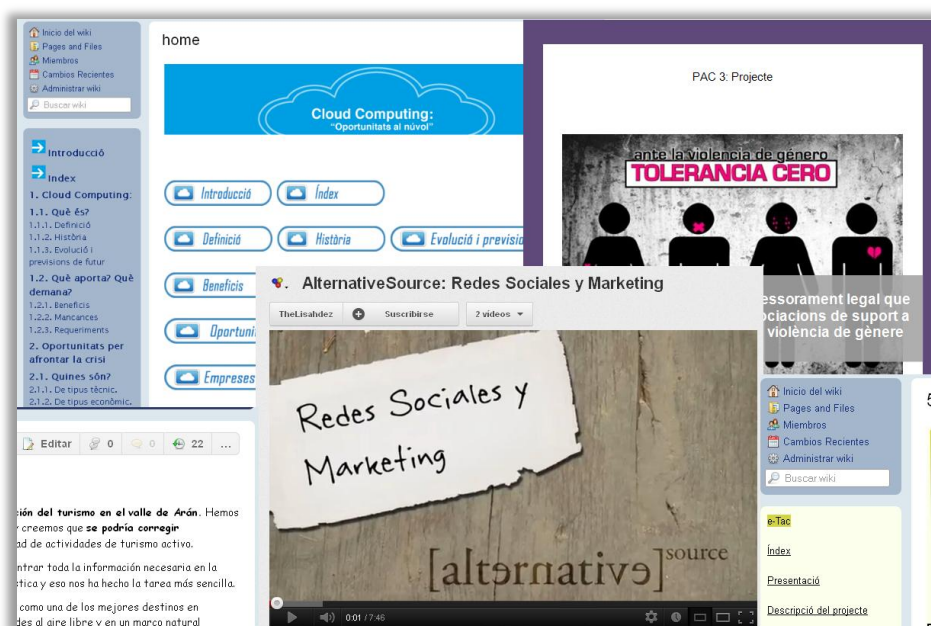 Inicio del wiki
Pages and Files
Miembros
Cambios Recientes
Administrar wiki
Buscar wiki
Introducció
Index
1. Cloud Computing:
1.1. Què és?
1.1.1. Definició
1.1.2. Història
1.1.3. Evolució i
previsions de futur
1.2. Què aporta? Què
demana?
1.2.1. Beneficis
1.2.2. Mancances
1.2.3. Requeriments
2. Oportunitats per
afrontar la crisi
2.1. Quines són?
2.1.1. De tipus tècnic.
2.1.2. De tipus econòmic.
home
Cloud Computing:
"Oportunitats al núvol"
Introducció
Índex
Definició
Història
Evolució i previsio
Beneficis
Oportuni
Empreses
PAC 3: Projecte
ante la violencia de género
TOLERANCIA CERO
essorament legal que
ociacions de suport a
violència de gènere
AlternativeSource: Redes Sociales y Marketing
TheLisahdez
Suscribirse
2 videos
Redes Sociales y
Marketing
[alternative]source
0:01 / 7:46
Editar
0
0
22
...
ión del turismo en el valle de Arán. Hemos
y creemos que se podría corregir
ad de actividades de turismo activo.
ntrar toda la información necesaria en la
stica y eso nos ha hecho la tarea más sencilla.
como una de los mejores destinos en
des al aire libre y en un marco natural
Inicio del wiki
Pages and Files
Miembros
Cambios Recientes
Administrar wiki
Buscar wiki
e-Tac
Índex
Presentació
Descripció del projecte